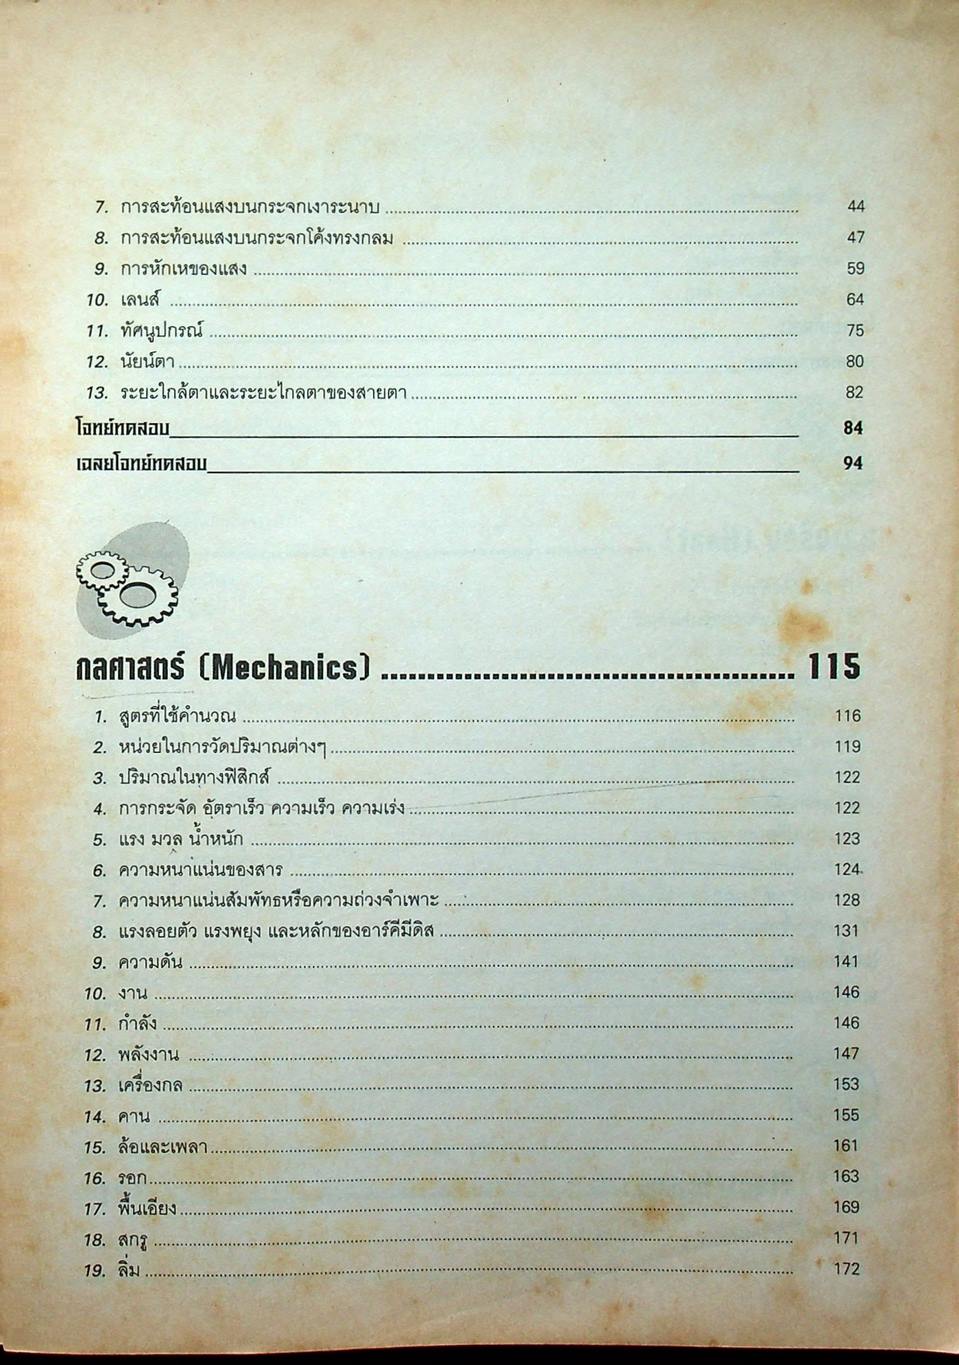 7. การสะท้อนแสงบนกระจกเงาระนาบ ........ 44
8. การสะท้อนแสงบนกระจกโค้งทรงกลม ........ 47
9. การหักเหของแสง ........ 59
10. เลนส์ ........ 64
11. ทัศนูปกรณ์ ........ 75
12. นัยน์ตา ........ 80
13. ระยะใกล้ตาและระยะไกลตาของสายตา ........ 82
โจทย์ทดสอบ ________ 84
เฉลยโจทย์ทดสอบ ________ 94
กลศาสตร์ (Mechanics) ........ 115
1. สูตรที่ใช้คำนวณ ........ 116
2. หน่วยในการวัดปริมาณต่างๆ ........ 119
3. ปริมาณในทางฟิสิกส์ ........ 122
4. การกระจัด อัตราเร็ว ความเร็ว ความเร่ง ........ 122
5. แรง มวล น้ำหนัก ........ 123
6. ความหนาแน่นของสาร ........ 124
7. ความหนาแน่นสัมพัทธหรือความถ่วงจำเพาะ ........ 128
8. แรงลอยตัว แรงพยุง และหลักของอาร์คีมีดิส ........ 131
9. ความดัน ........ 141
10. งาน ........ 146
11. กำลัง ........ 146
12. พลังงาน ........ 147
13. เครื่องกล ........ 153
14. คาน ........ 155
15. ล้อและเพลา ........ 161
16. รอก ........ 163
17. พื้นเอียง ........ 169
18. สกรู ........ 171
19. ลิ่ม ........ 172